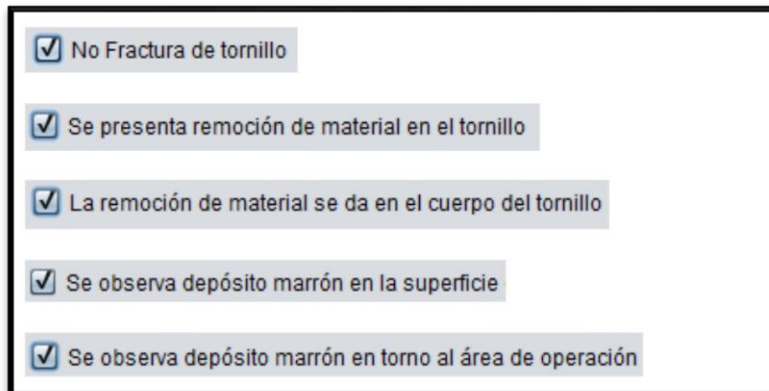 No Fractura de tornillo
Se presenta remoción de material en el tornillo
La remoción de material se da en el cuerpo del tornillo
Se observa depósito marrón en la superficie
Se observa depósito marrón en torno al área de operación